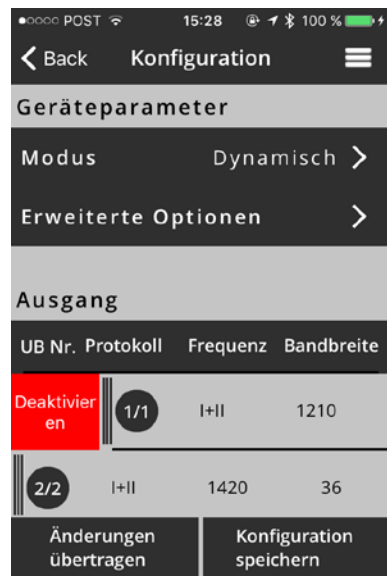 POST 15:28 100 %
Back Konfiguration
Geräteparameter
Modus Dynamisch
Erweiterte Optionen
Ausgang
UB Nr. Protokoll Frequenz Bandbreite
Deaktivier
en
1/1 I+II 1210
2/2 I+II 1420 36
Änderungen
übertragen
Konfiguration
speichern